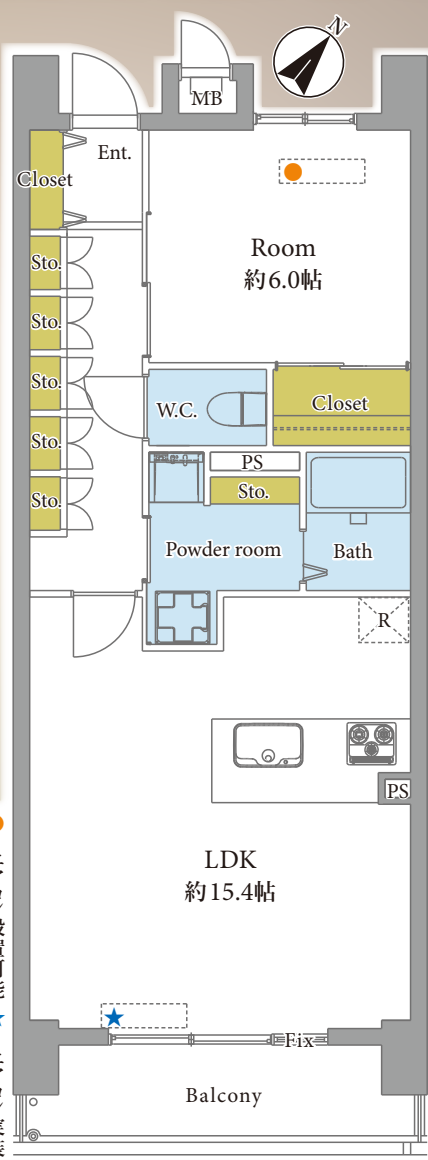 N
MB
Ent.
Closet
Room
約6.0帖
Sto.
Sto.
Sto.
Sto.
Sto.
W.C.
Closet
PS
Sto.
Powder room
Bath
R
PS
LDK
約15.4帖
Fix
Balcony